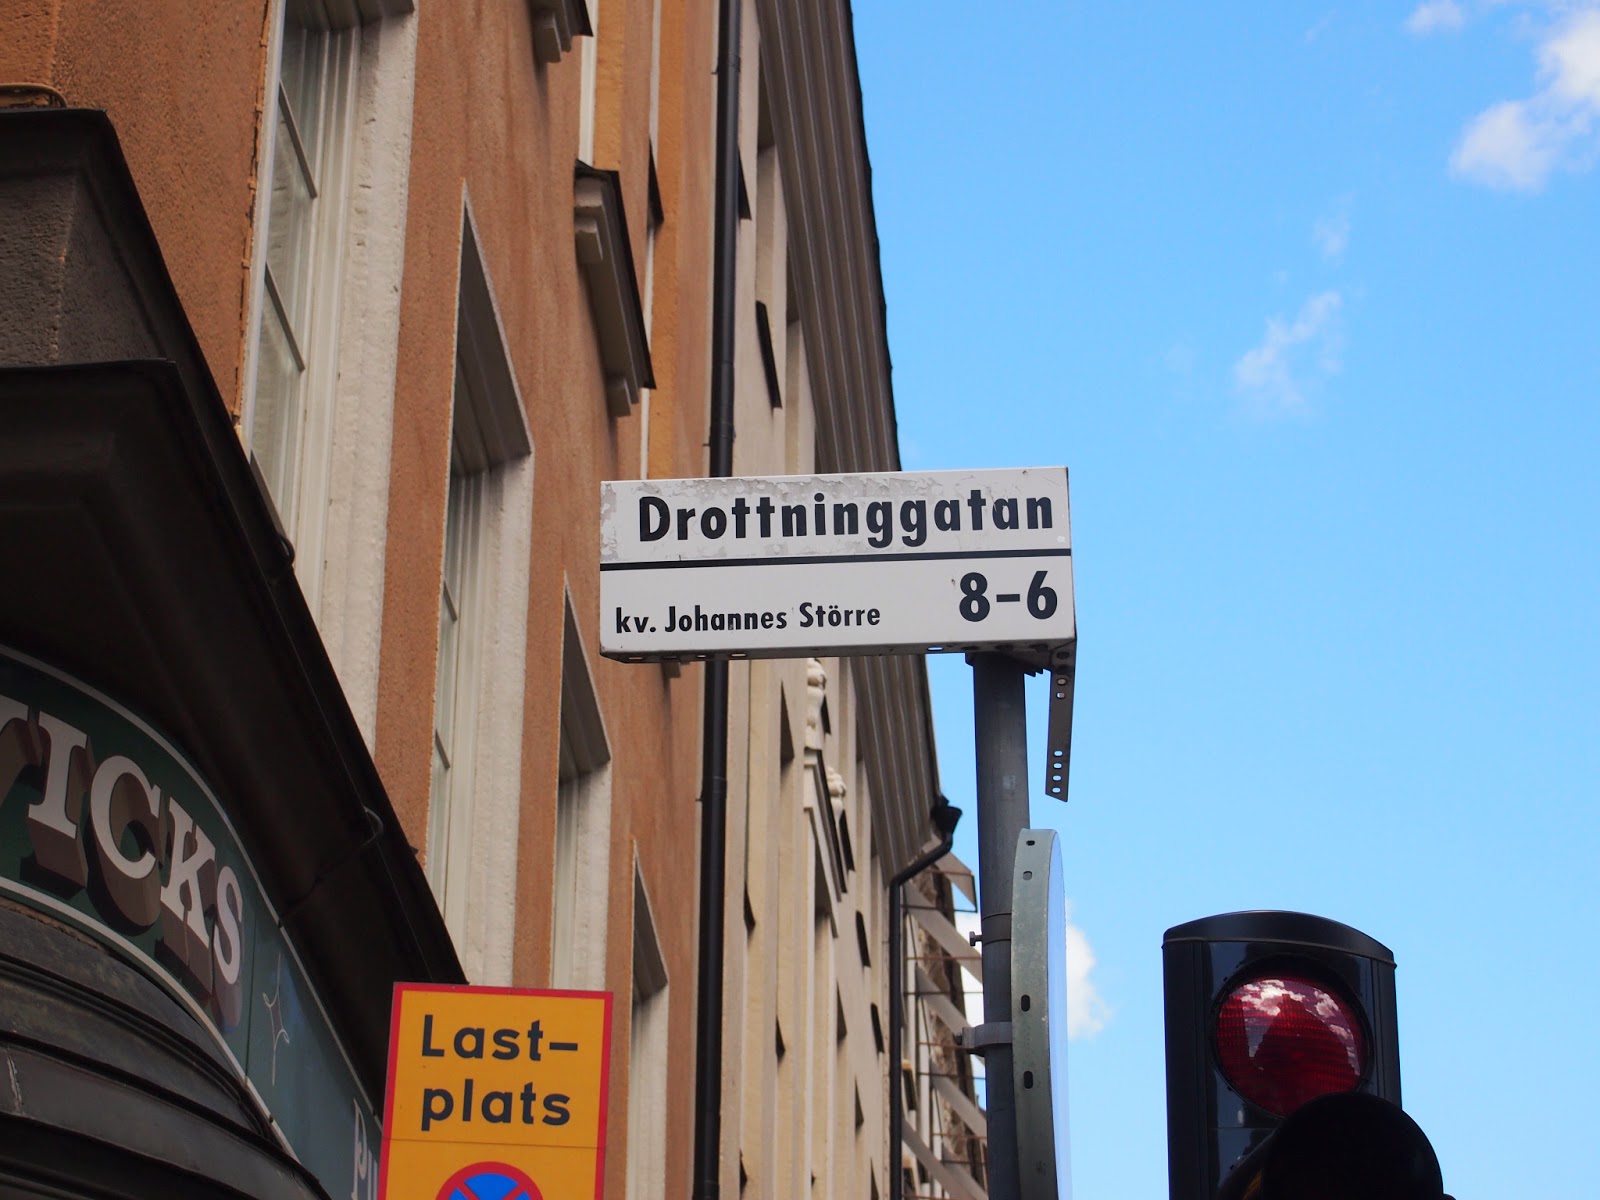 Drottninggatan
8-6
kv. Johannes Större
ICKS
Last-
plats